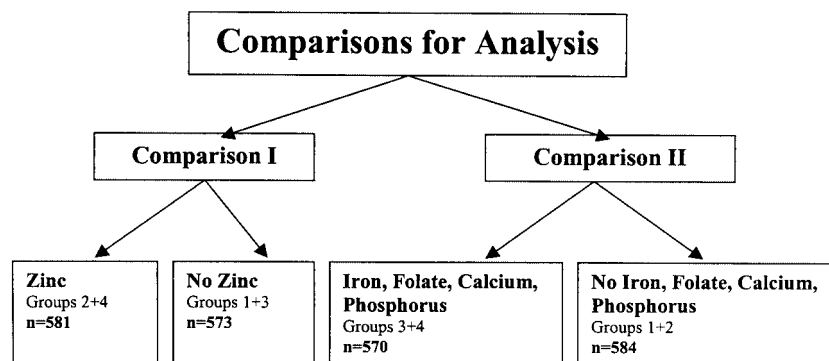 Comparisons for Analysis
Comparison I
Comparison II
Zinc
Groups 2+4
n=581
No Zinc
Groups 1+3
n=573
Iron, Folate, Calcium,
Phosphorus
Groups 3+4
n=570
No Iron, Folate, Calcium,
Phosphorus
Groups 1+2
n=584